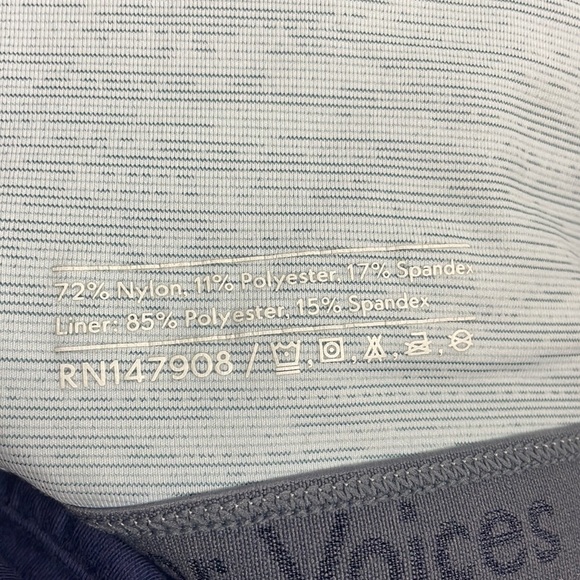 72% Nylon, 11% Polyester, 17% Spandex
Liner: 85% Polyester, 15% Spandex
RN147908 /
Voices